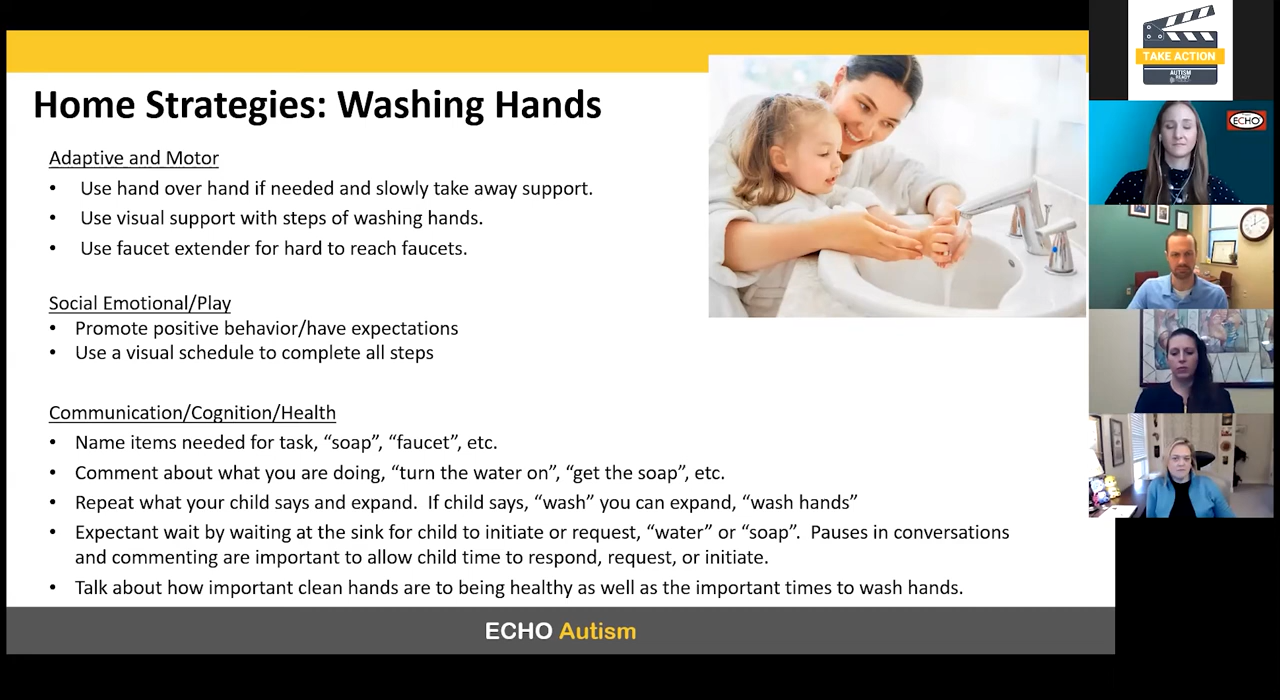 Home Strategies: Washing Hands
Adaptive and Motor
• Use hand over hand if needed and slowly take away support.
• Use visual support with steps of washing hands.
• Use faucet extender for hard to reach faucets.
Social Emotional/Play
• Promote positive behavior/have expectations
• Use a visual schedule to complete all steps
Communication/Cognition/Health
• Name items needed for task, “soap”, “faucet”, etc.
• Comment about what you are doing, “turn the water on”, “get the soap”, etc.
• Repeat what your child says and expand.  If child says, “wash” you can expand, “wash hands”
• Expectant wait by waiting at the sink for child to initiate or request, “water” or “soap”.  Pauses in conversations
and commenting are important to allow child time to respond, request, or initiate.
• Talk about how important clean hands are to being healthy as well as the important times to wash hands.
ECHO Autism
TAKE ACTION
AUTISM
READY
ECHO